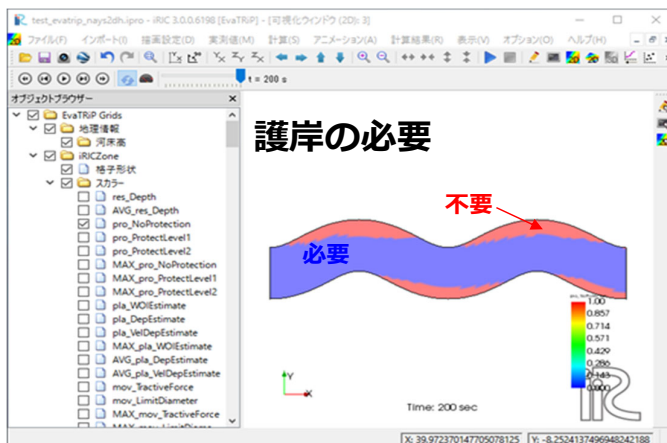 test_evatrip_nays2dh.ipro - iRIC 3.0.0.6198 [EvaTRiP] - [可視化ウィンドウ (2D): 3]
ファイル(F) インポート(I) 描画設定(D) 実測値(M) 計算(S) アニメーション(A) 計算結果(R) 表示(V) オプション(O) ヘルプ(H)
t = 200 s
オブジェクトブラウザー
EvaTRiP Grids
地理情報
河床高
iRICZone
格子形状
スカラー
res_Depth
AVG_res_Depth
pro_NoProtection
pro_ProtectLevel1
pro_ProtectLevel2
MAX_pro_NoProtection
MAX_pro_ProtectLevel1
MAX_pro_ProtectLevel2
pla_WOIEstimate
pla_DepEstimate
pla_VelDepEstimate
MAX_pla_WOIEstimate
AVG_pla_DepEstimate
AVG_pla_VelDepEstimate
mov_TractiveForce
mov_LimitDiameter
MAX_mov_TractiveForce
護岸の必要
不要
必要
1.00
0.857
0.714
0.571
0.429
0.286
0.143
Y
X
Time: 200 sec
iRIC
X: 39.972370147705078125
Y: -8.2524137496948242188